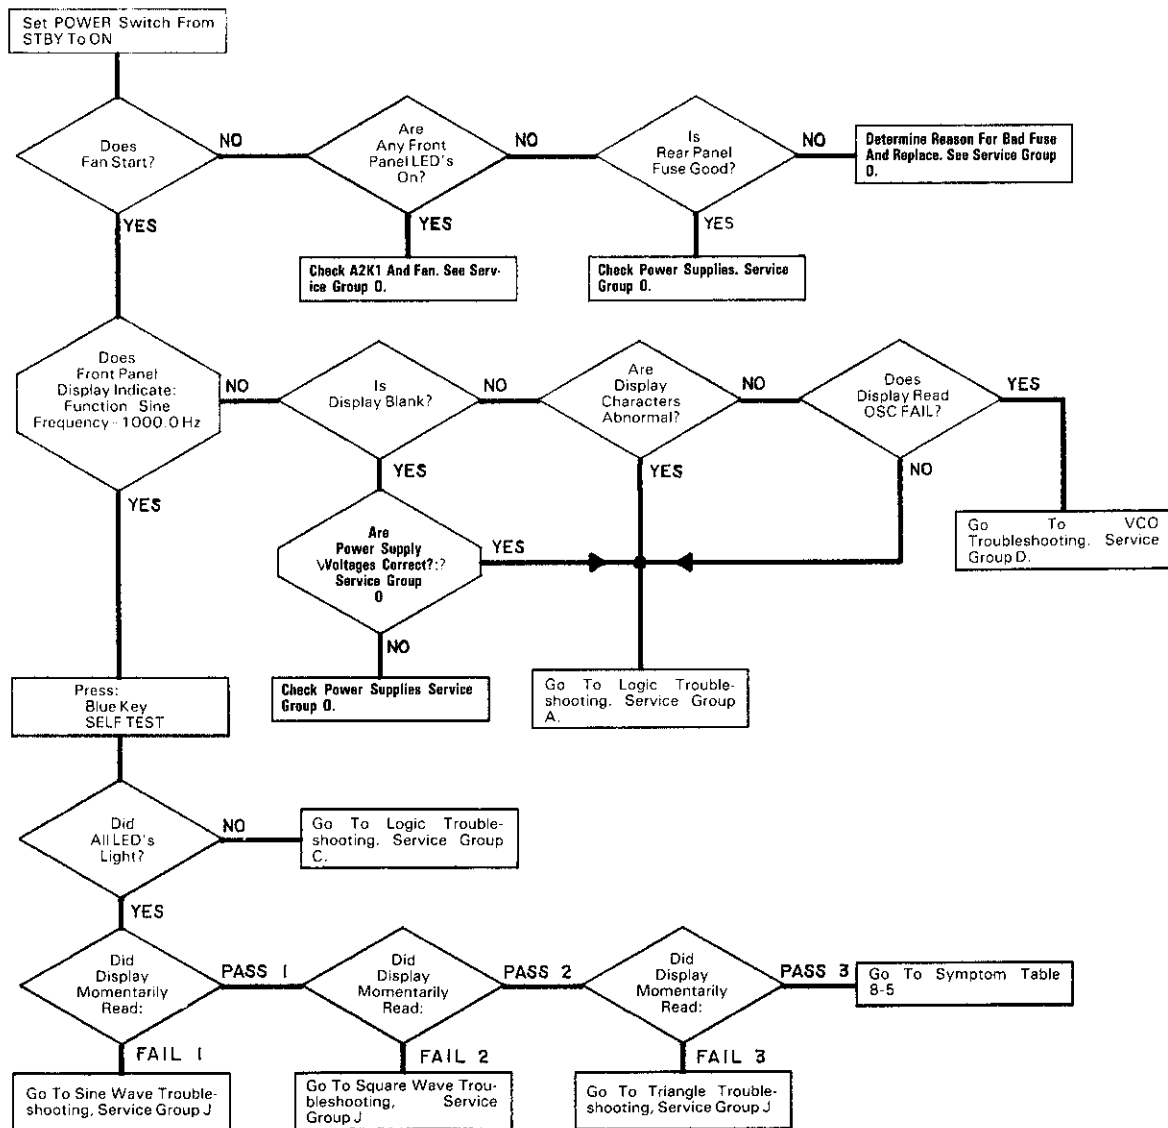 Set POWER Switch From
STBY To ON
Does
Fan Start?
NO
Are
Any Front
Panel LED's
On?
NO
Is
Rear Panel
Fuse Good?
NO
Determine Reason For Bad Fuse
And Replace. See Service Group
O.
YES
YES
YES
Check A2K1 And Fan. See Serv-
ice Group O.
Check Power Supplies. Service
Group O.
Does
Front Panel
Display Indicate:
Function Sine
Frequency - 1000.0 Hz
NO
Is
Display Blank?
NO
Are
Display
Characters
Abnormal?
NO
Does
Display Read
OSC FAIL?
YES
YES
YES
YES
NO
Are
Power Supply
Voltages Correct?:?
Service Group
O
YES
Go To VCO
Troubleshooting, Service
Group D.
NO
Check Power Supplies Service
Group O.
Go To Logic Trouble-
shooting, Service Group
A.
Press:
Blue Key
SELF TEST
Did
All LED's
Light?
NO
Go To Logic Trouble-
shooting, Service Group
C.
YES
Did
Display
Momentarily
Read:
PASS 1
Did
Display
Momentarily
Read:
PASS 2
Did
Display
Momentarily
Read:
PASS 3
Go To Symptom Table
8-5
FAIL 1
FAIL 2
FAIL 3
Go To Sine Wave Trouble-
shooting, Service Group J
Go To Square Wave Trou-
bleshooting, Service
Group J
Go To Triangle Trouble-
shooting, Service Group J